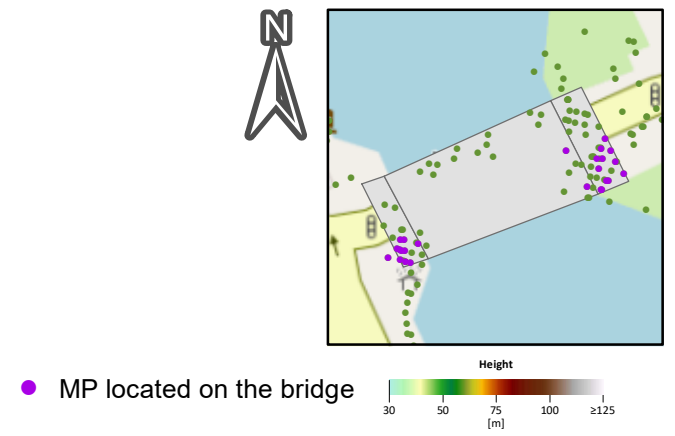 N
Height
MP located on the bridge
30 50 75 100 ≥125
[m]